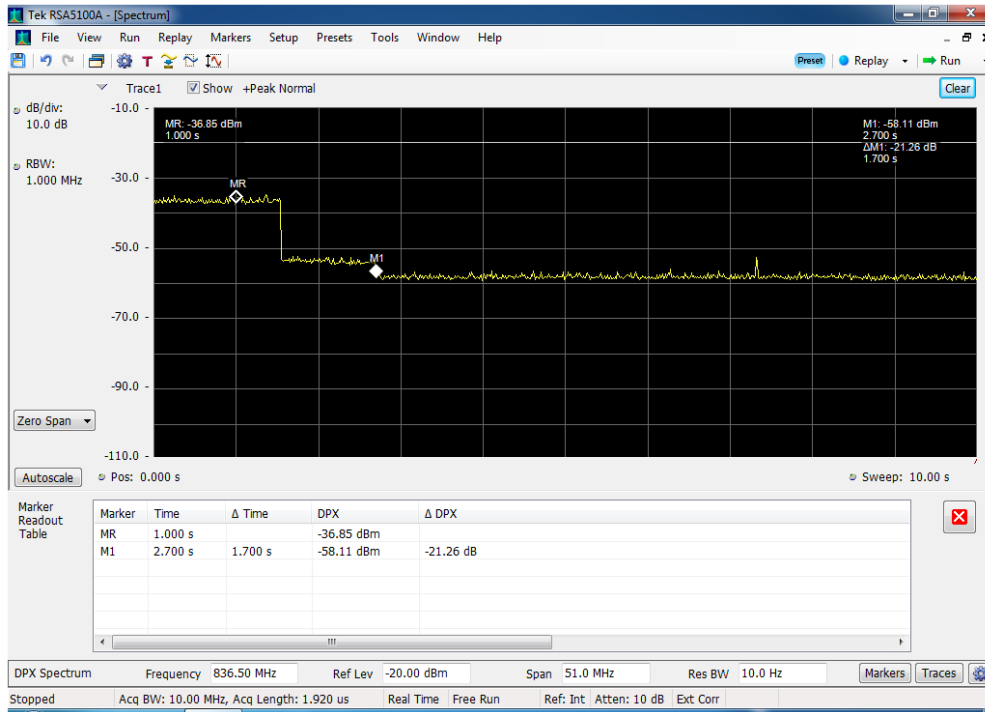 Tek RSA5100A - [Spectrum]
File View Run Replay Markers Setup Presets Tools Window Help
T Preset Replay Run
Trace1 Show +Peak Normal Clear
dB/div:
10.0 dB
RBW:
1.000 MHz
-10.0 -
-30.0 -
-50.0 -
-70.0 -
-90.0 -
-110.0 -
MR: -36.85 dBm
1.000 s
M1: -58.11 dBm
2.700 s
ΔM1: -21.26 dB
1.700 s
MR
M1
Zero Span
Autoscale Pos: 0.000 s Sweep: 10.00 s
Marker
Readout
Table
Marker Time Δ Time DPX Δ DPX
MR 1.000 s -36.85 dBm
M1 2.700 s 1.700 s -58.11 dBm -21.26 dB
DPX Spectrum Frequency 836.50 MHz Ref Lev -20.00 dBm Span 51.0 MHz Res BW 10.0 Hz Markers Traces
Stopped Acq BW: 10.00 MHz, Acq Length: 1.920 us Real Time Free Run Ref: Int Atten: 10 dB Ext Corr